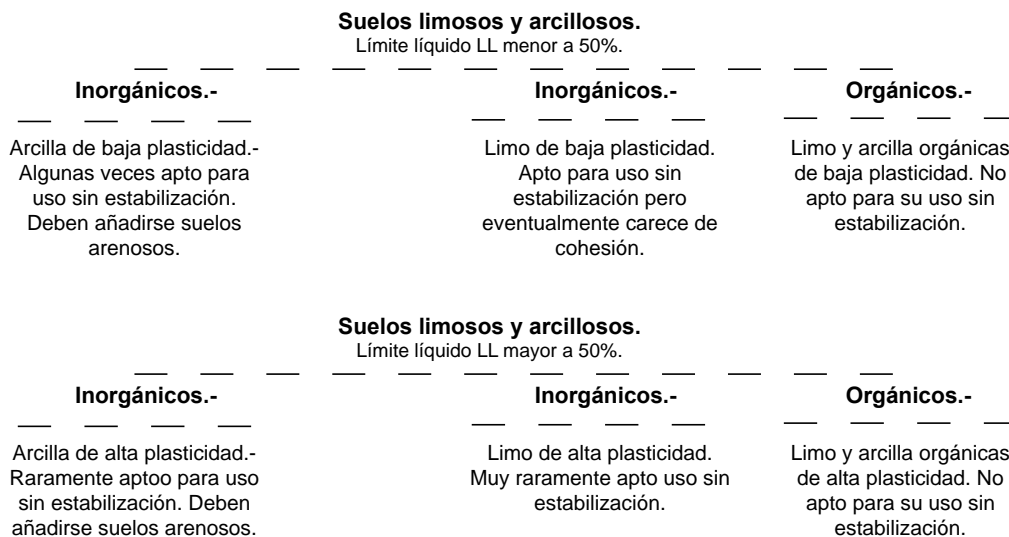 Suelos limosos y arcillosos.
Límite líquido LL menor a 50%.
Inorgánicos.-
Arcilla de baja plasticidad.-
Algunas veces apto para
uso sin estabilización.
Deben añadirse suelos
arenosos.
Inorgánicos.-
Limo de baja plasticidad.
Apto para uso sin
estabilización pero
eventualmente carece de
cohesión.
Orgánicos.-
Limo y arcilla orgánicas
de baja plasticidad. No
apto para su uso sin
estabilización.
Suelos limosos y arcillosos.
Límite líquido LL mayor a 50%.
Inorgánicos.-
Arcilla de alta plasticidad.-
Raramente aptoo para uso
sin estabilización. Deben
añadirse suelos arenosos.
Inorgánicos.-
Limo de alta plasticidad.
Muy raramente apto uso sin
estabilización.
Orgánicos.-
Limo y arcilla orgánicas
de alta plasticidad. No
apto para su uso sin
estabilización.